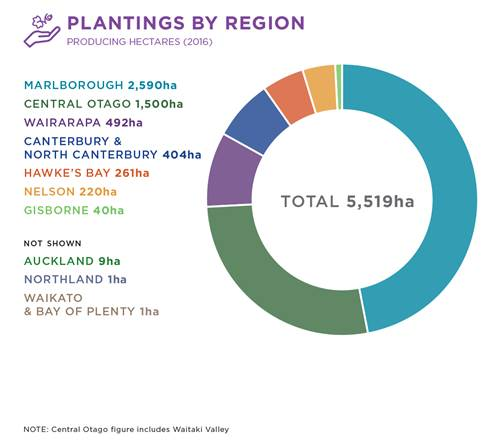 PLANTINGS BY REGION
PRODUCING HECTARES (2016)
MARLBOROUGH 2,590ha
CENTRAL OTAGO 1,500ha
WAIRARAPA 492ha
CANTERBURY &
NORTH CANTERBURY 404ha
HAWKE'S BAY 261ha
NELSON 220ha
GISBORNE 40ha
NOT SHOWN
AUCKLAND 9ha
NORTHLAND 1ha
WAIKATO
& BAY OF PLENTY 1ha
TOTAL 5,519ha
NOTE: Central Otago figure includes Waitaki Valley